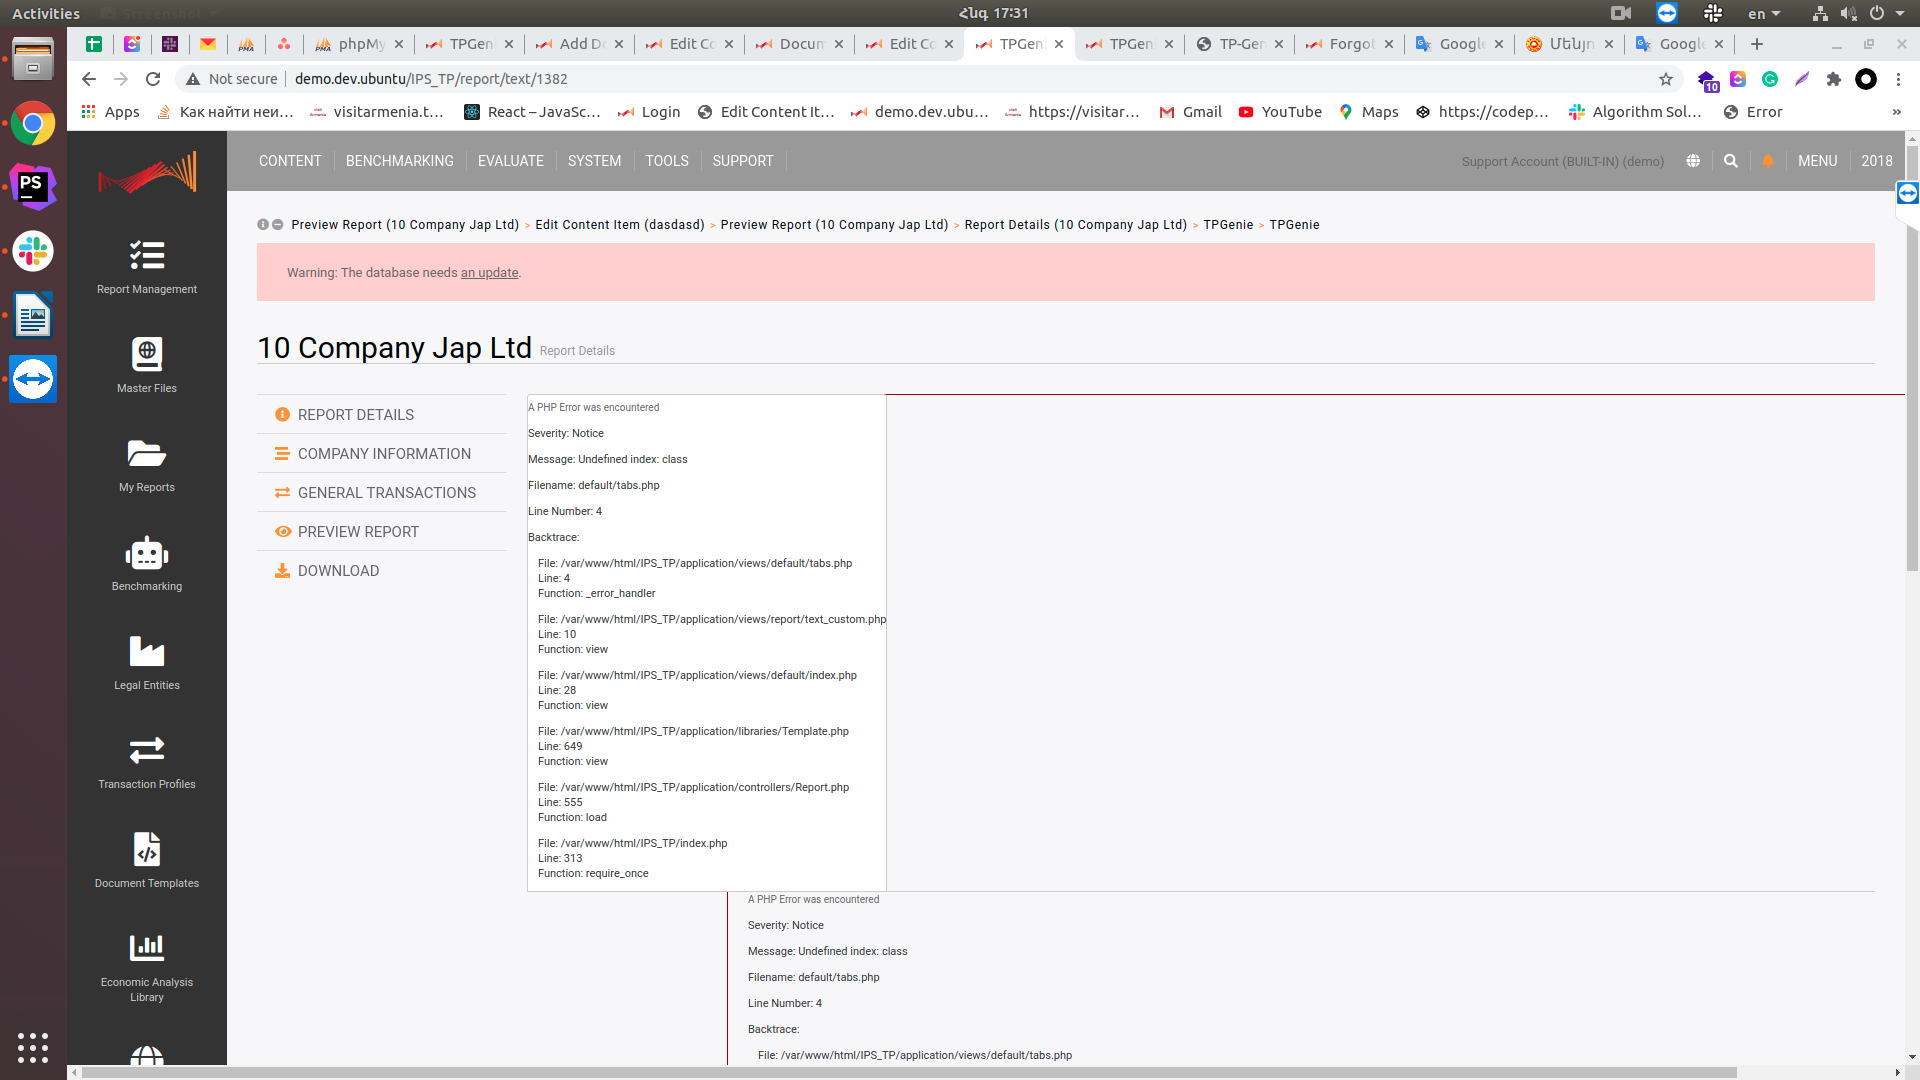 Activities
Screenshot
Հնգ 17:31
en
phpMy
TPGeni
Add Do
Edit Co
Docum
Edit Co
TPGeni
TPGeni
TP-Gen
Forgot
Google
Մենյո
Google
Not secure
demo.dev.ubuntu/IPS_TP/report/text/1382
10
Apps
Как найти неи…
visitarmenia.t…
React – JavaSc…
Login
Edit Content It…
demo.dev.ubu…
https://visitar…
Gmail
YouTube
Maps
https://codep…
Algorithm Sol…
Error
»
CONTENT
BENCHMARKING
EVALUATE
SYSTEM
TOOLS
SUPPORT
Support Account (BUILT-IN) (demo)
MENU
2018
Preview Report (10 Company Jap Ltd) > Edit Content Item (dasdasd) > Preview Report (10 Company Jap Ltd) > Report Details (10 Company Jap Ltd) > TPGenie > TPGenie
Warning: The database needs an update.
10 Company Jap Ltd Report Details
PS
Report Management
Master Files
My Reports
Benchmarking
Legal Entities
Transaction Profiles
Document Templates
Economic Analysis
Library
REPORT DETAILS
COMPANY INFORMATION
GENERAL TRANSACTIONS
PREVIEW REPORT
DOWNLOAD
A PHP Error was encountered
Severity: Notice
Message: Undefined index: class
Filename: default/tabs.php
Line Number: 4
Backtrace:
File: /var/www/html/IPS_TP/application/views/default/tabs.php
Line: 4
Function: _error_handler
File: /var/www/html/IPS_TP/application/views/report/text_custom.php
Line: 10
Function: view
File: /var/www/html/IPS_TP/application/views/default/index.php
Line: 28
Function: view
File: /var/www/html/IPS_TP/application/libraries/Template.php
Line: 649
Function: view
File: /var/www/html/IPS_TP/application/controllers/Report.php
Line: 555
Function: load
File: /var/www/html/IPS_TP/index.php
Line: 313
Function: require_once
A PHP Error was encountered
Severity: Notice
Message: Undefined index: class
Filename: default/tabs.php
Line Number: 4
Backtrace:
File: /var/www/html/IPS_TP/application/views/default/tabs.php